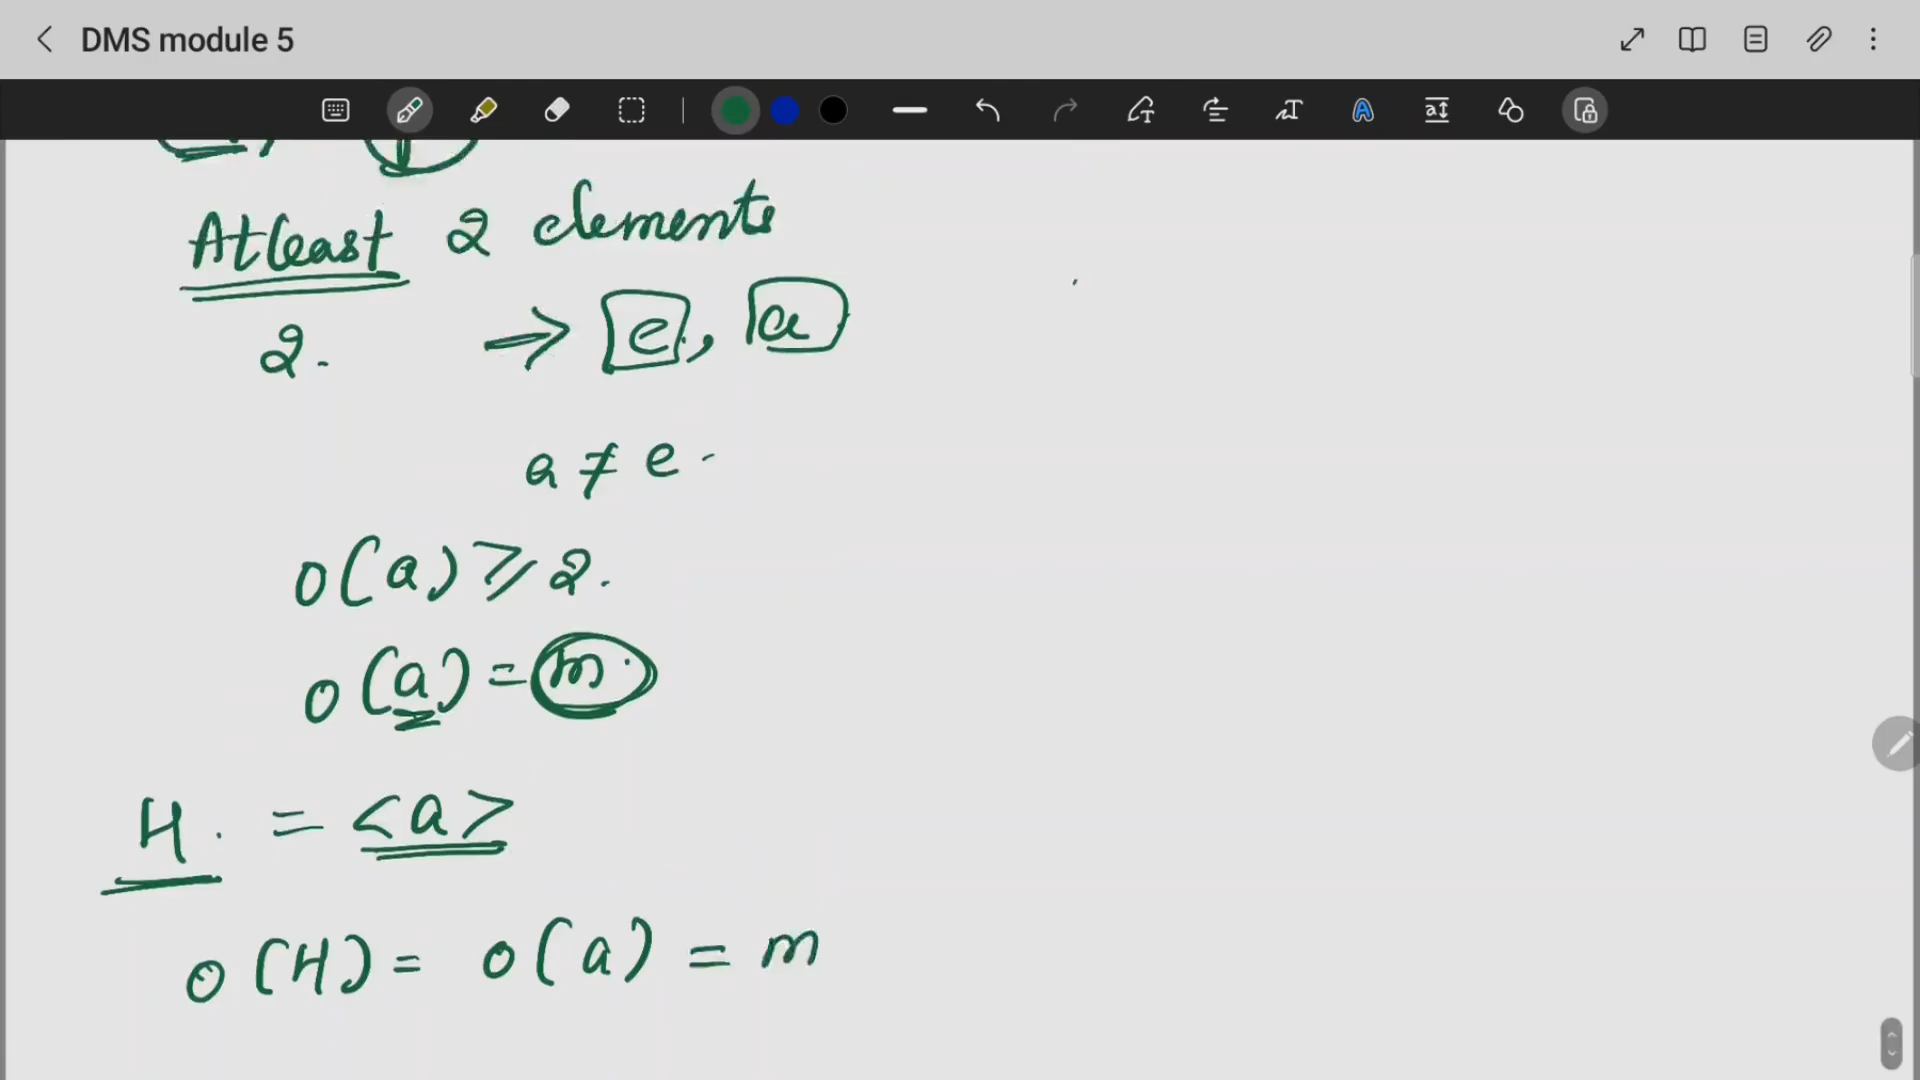 DMS module 5
Atleast 2 elements
2. ⇒ e, a
a ≠ e.
O(a) ≥ 2.
O(a) = m.
H. = <a>
O(H) = O(a) = m